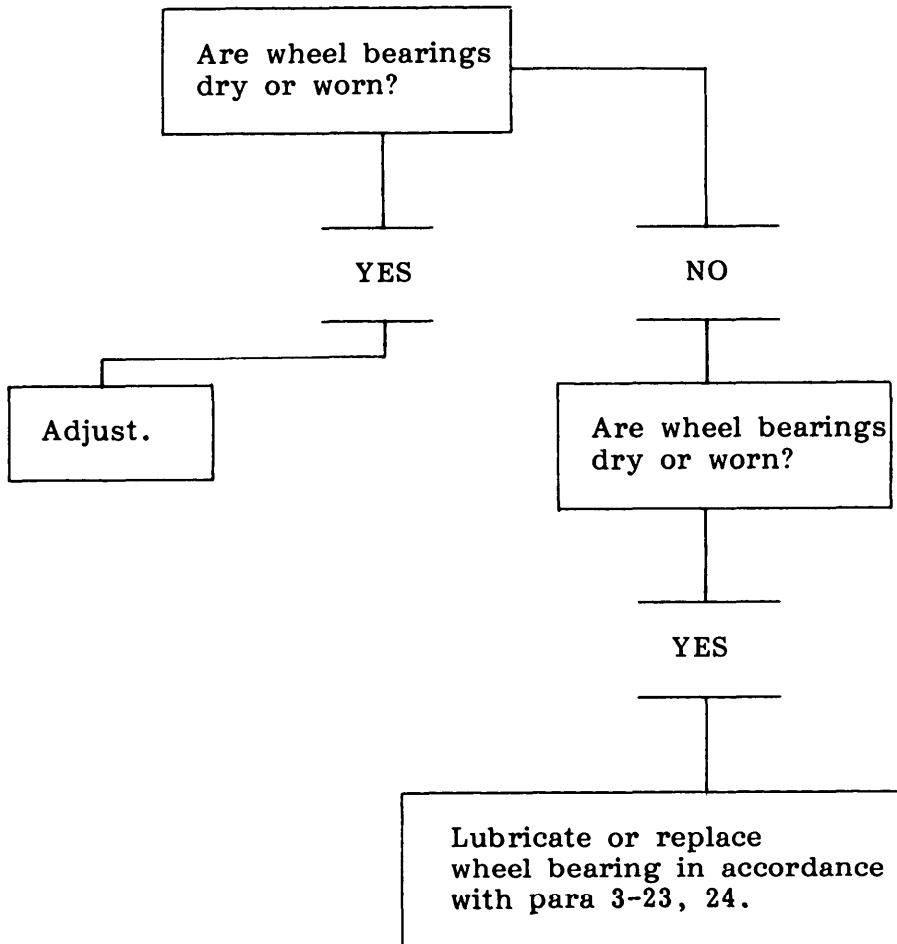 Are wheel bearings
dry or worn?
YES
NO
Adjust.
Are wheel bearings
dry or worn?
YES
Lubricate or replace
wheel bearing in accordance
with para 3-23, 24.